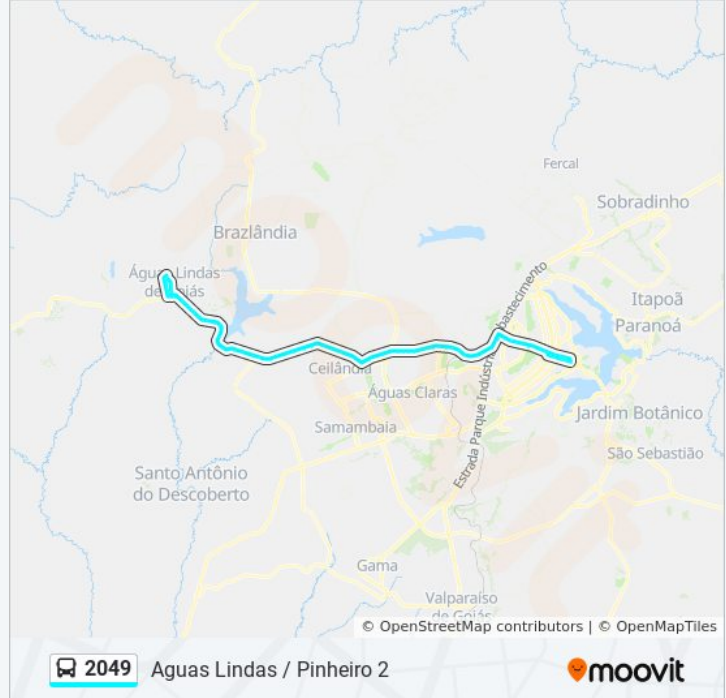 Fercal
Sobradinho
Brazlândia
Águas Lindas
de Goiás
Itapoã
Paranoá
Ceilândia
Águas Claras
Estrada Parque Indústria Abastecimento
Jardim Botânico
Samambaia
São Sebastião
Santo Antônio
do Descoberto
Gama
Valparaíso
de Goiás
© OpenStreetMap contributors | © OpenMapTiles
2049 Aguas Lindas / Pinheiro 2
moovit